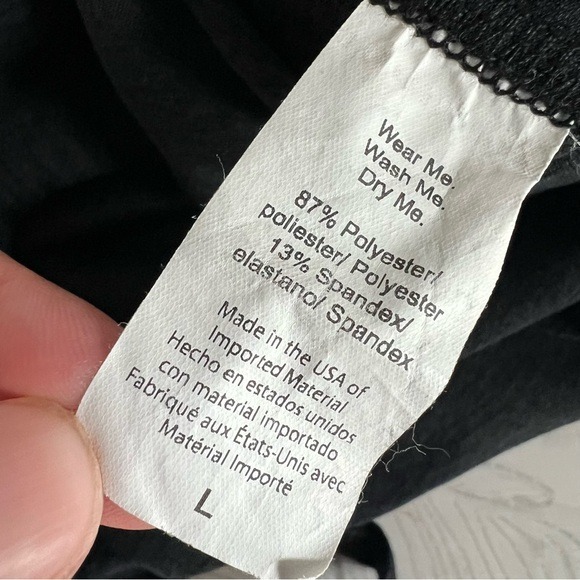 Wear Me.
Wash Me.
Dry Me.
87% Polyester/
poliester/ Polyester
13% Spandex/
elastano/ Spandex
Made in the USA of
Imported Material
Hecho en estados unidos
con material importado
Fabriqué aux États-Unis avec
Matérial Importé
L